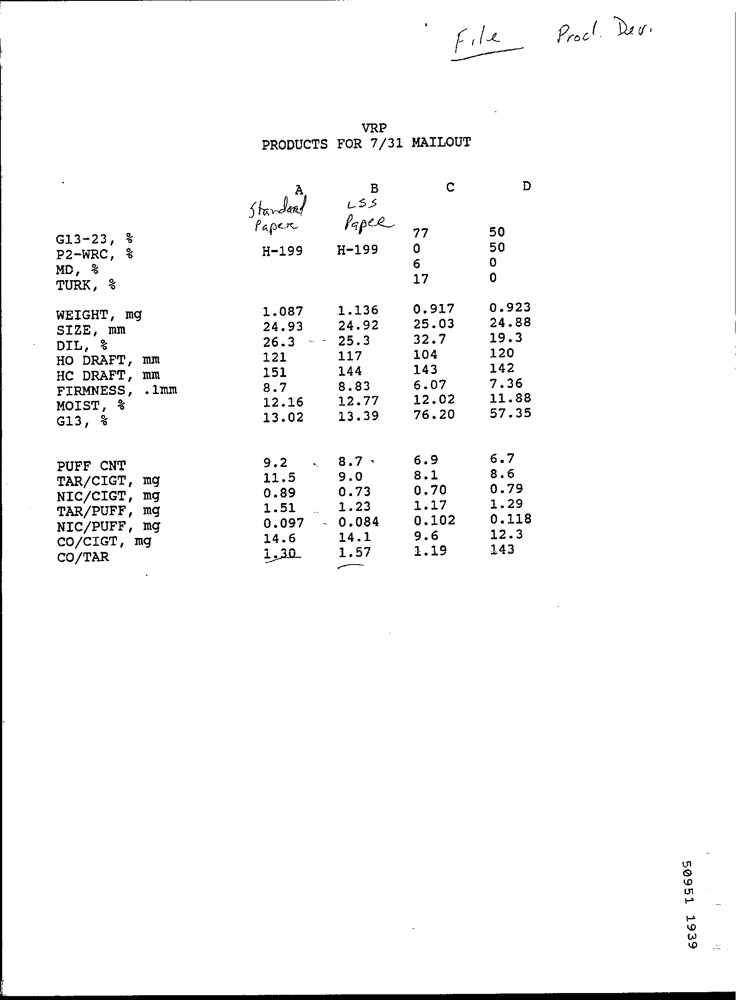 File Prod. Dev.
VRP
PRODUCTS FOR 7/31 MAILOUT
A B C D
Standard Paper LSS Paper
G13-23, % 77 50
P2-WRC, % H-199 H-199 0 50
MD, % 6 0
TURK, % 17 0
WEIGHT, mg 1.087 1.136 0.917 0.923
SIZE, mm 24.93 24.92 25.03 24.88
DIL, % 26.3 25.3 32.7 19.3
HO DRAFT, mm 121 117 104 120
HC DRAFT, mm 151 144 143 142
FIRMNESS, .1mm 8.7 8.83 6.07 7.36
MOIST, % 12.16 12.77 12.02 11.88
G13, % 13.02 13.39 76.20 57.35
PUFF CNT 9.2 8.7 6.9 6.7
TAR/CIGT, mg 11.5 9.0 8.1 8.6
NIC/CIGT, mg 0.89 0.73 0.70 0.79
TAR/PUFF, mg 1.51 1.23 1.17 1.29
NIC/PUFF, mg 0.097 0.084 0.102 0.118
CO/CIGT, mg 14.6 14.1 9.6 12.3
CO/TAR 1.30 1.57 1.19 143
50951 1939